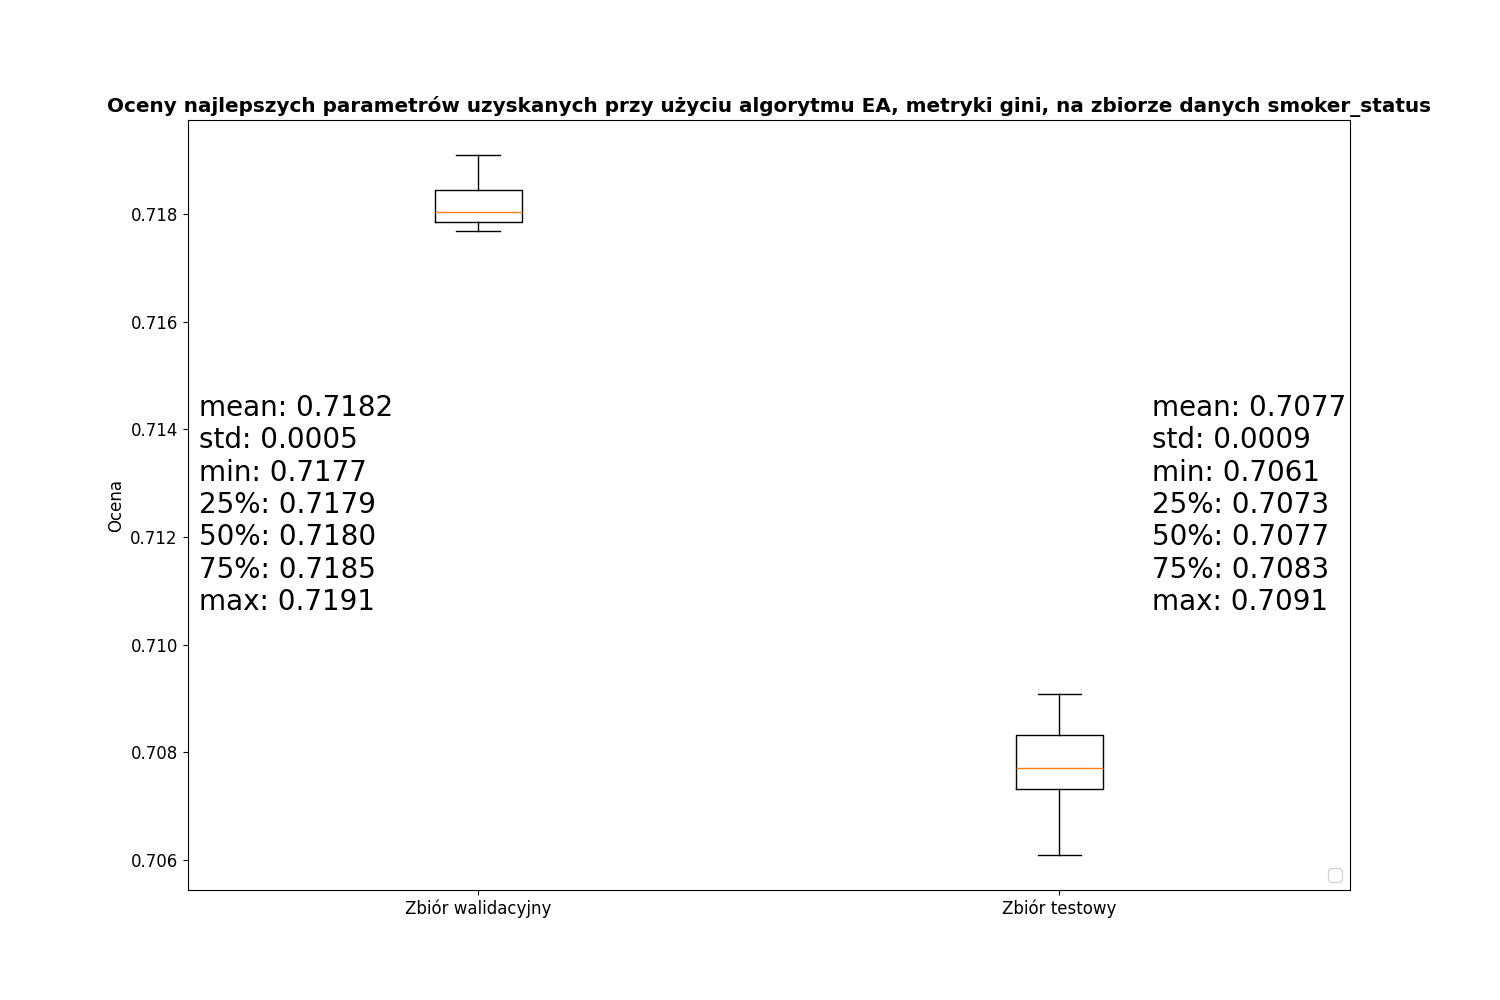 Oceny najlepszych parametrów uzyskanych przy użyciu algorytmu EA, metryki gini, na zbiorze danych smoker_status
Ocena
0.718
0.716
0.714
0.712
0.710
0.708
0.706
mean: 0.7182
std: 0.0005
min: 0.7177
25%: 0.7179
50%: 0.7180
75%: 0.7185
max: 0.7191
mean: 0.7077
std: 0.0009
min: 0.7061
25%: 0.7073
50%: 0.7077
75%: 0.7083
max: 0.7091
Zbiór walidacyjny
Zbiór testowy